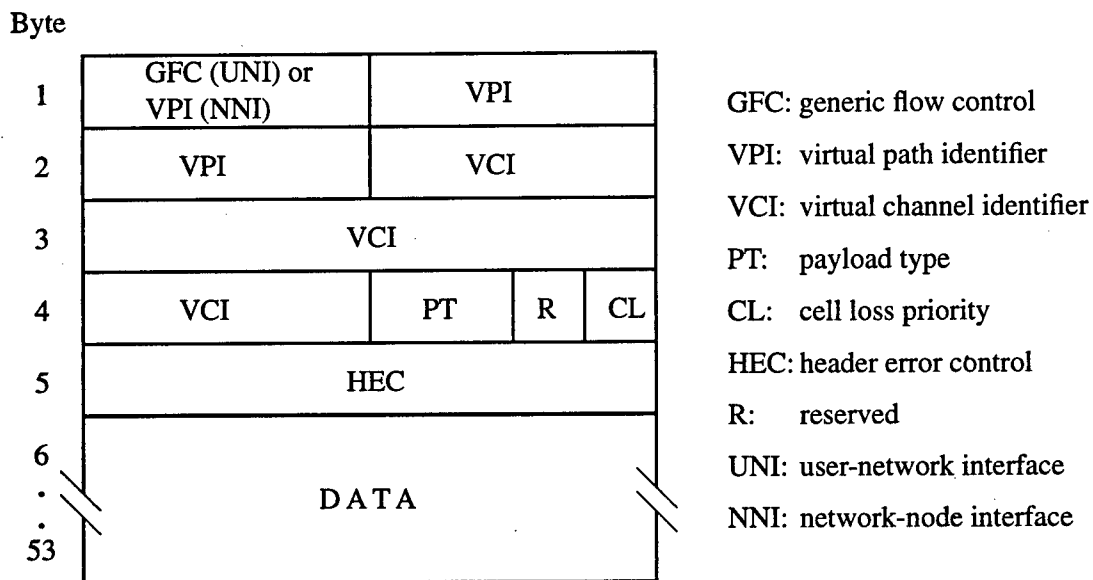 Byte
1
GFC (UNI) or
VPI (NNI)
VPI
2
VPI
VCI
3
VCI
4
VCI
PT
R
CL
5
HEC
6
.
.
53
DATA
GFC: generic flow control
VPI: virtual path identifier
VCI: virtual channel identifier
PT: payload type
CL: cell loss priority
HEC: header error control
R: reserved
UNI: user-network interface
NNI: network-node interface